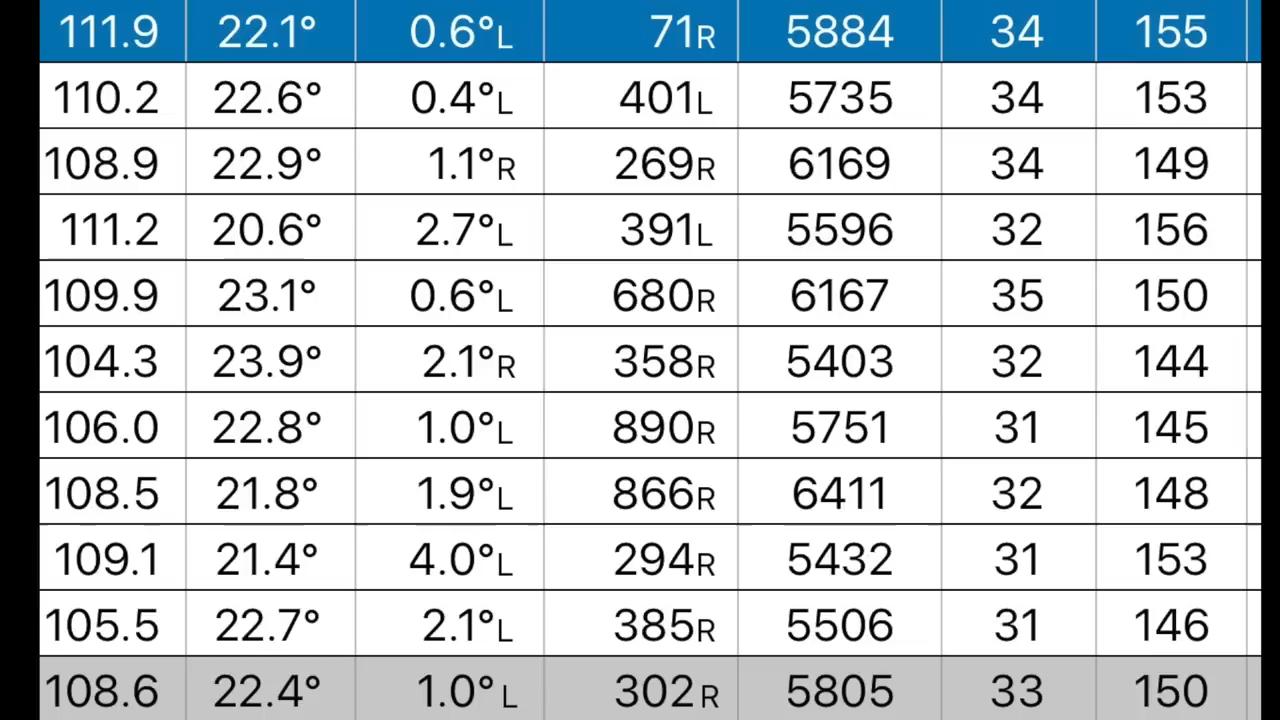 111.9 22.1° 0.6°L 71R 5884 34 155
110.2 22.6° 0.4°L 401L 5735 34 153
108.9 22.9° 1.1°R 269R 6169 34 149
111.2 20.6° 2.7°L 391L 5596 32 156
109.9 23.1° 0.6°L 680R 6167 35 150
104.3 23.9° 2.1°R 358R 5403 32 144
106.0 22.8° 1.0°L 890R 5751 31 145
108.5 21.8° 1.9°L 866R 6411 32 148
109.1 21.4° 4.0°L 294R 5432 31 153
105.5 22.7° 2.1°L 385R 5506 31 146
108.6 22.4° 1.0° L 302 R 5805 33 150